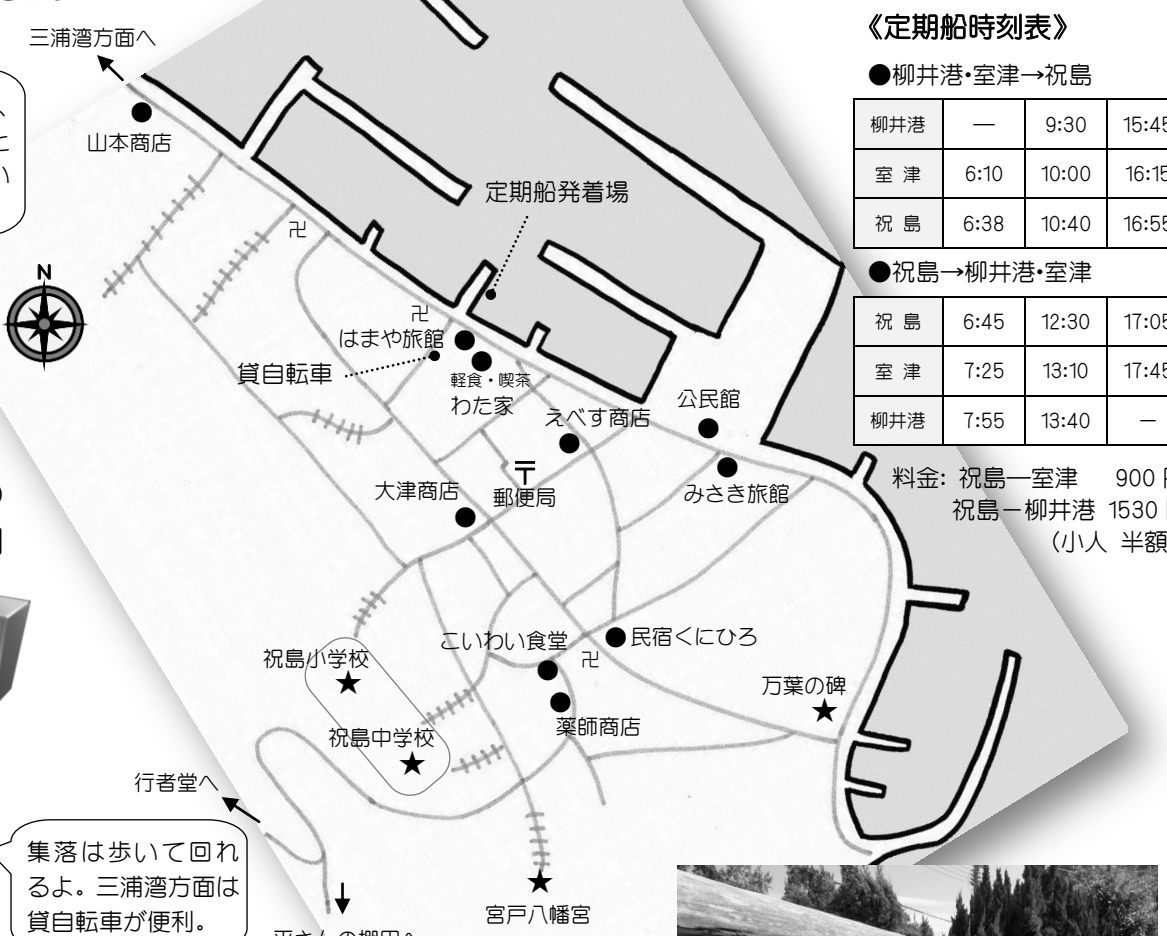 三浦湾方面へ
山本商店
卍
定期船発着場
N
卍
はまや旅館
貸自転車
軽食・喫茶
わた家
えべす商店
公民館
〒
郵便局
大津商店
みさき旅館
こいわい食堂
民宿くにひろ
卍
祝島小学校
万葉の碑
薬師商店
祝島中学校
行者堂へ
宮戸八幡宮
集落は歩いて回れ
るよ。三浦湾方面は
貸自転車が便利。
《定期船時刻表》
●柳井港・室津→祝島
柳井港 — 9:30 15:45
室 津 6:10 10:00 16:15
祝 島 6:38 10:40 16:55
●祝島→柳井港・室津
祝 島 6:45 12:30 17:05
室 津 7:25 13:10 17:45
柳井港 7:55 13:40 —
料金: 祝島―室津 900
祝島－柳井港 1530
(小人 半額